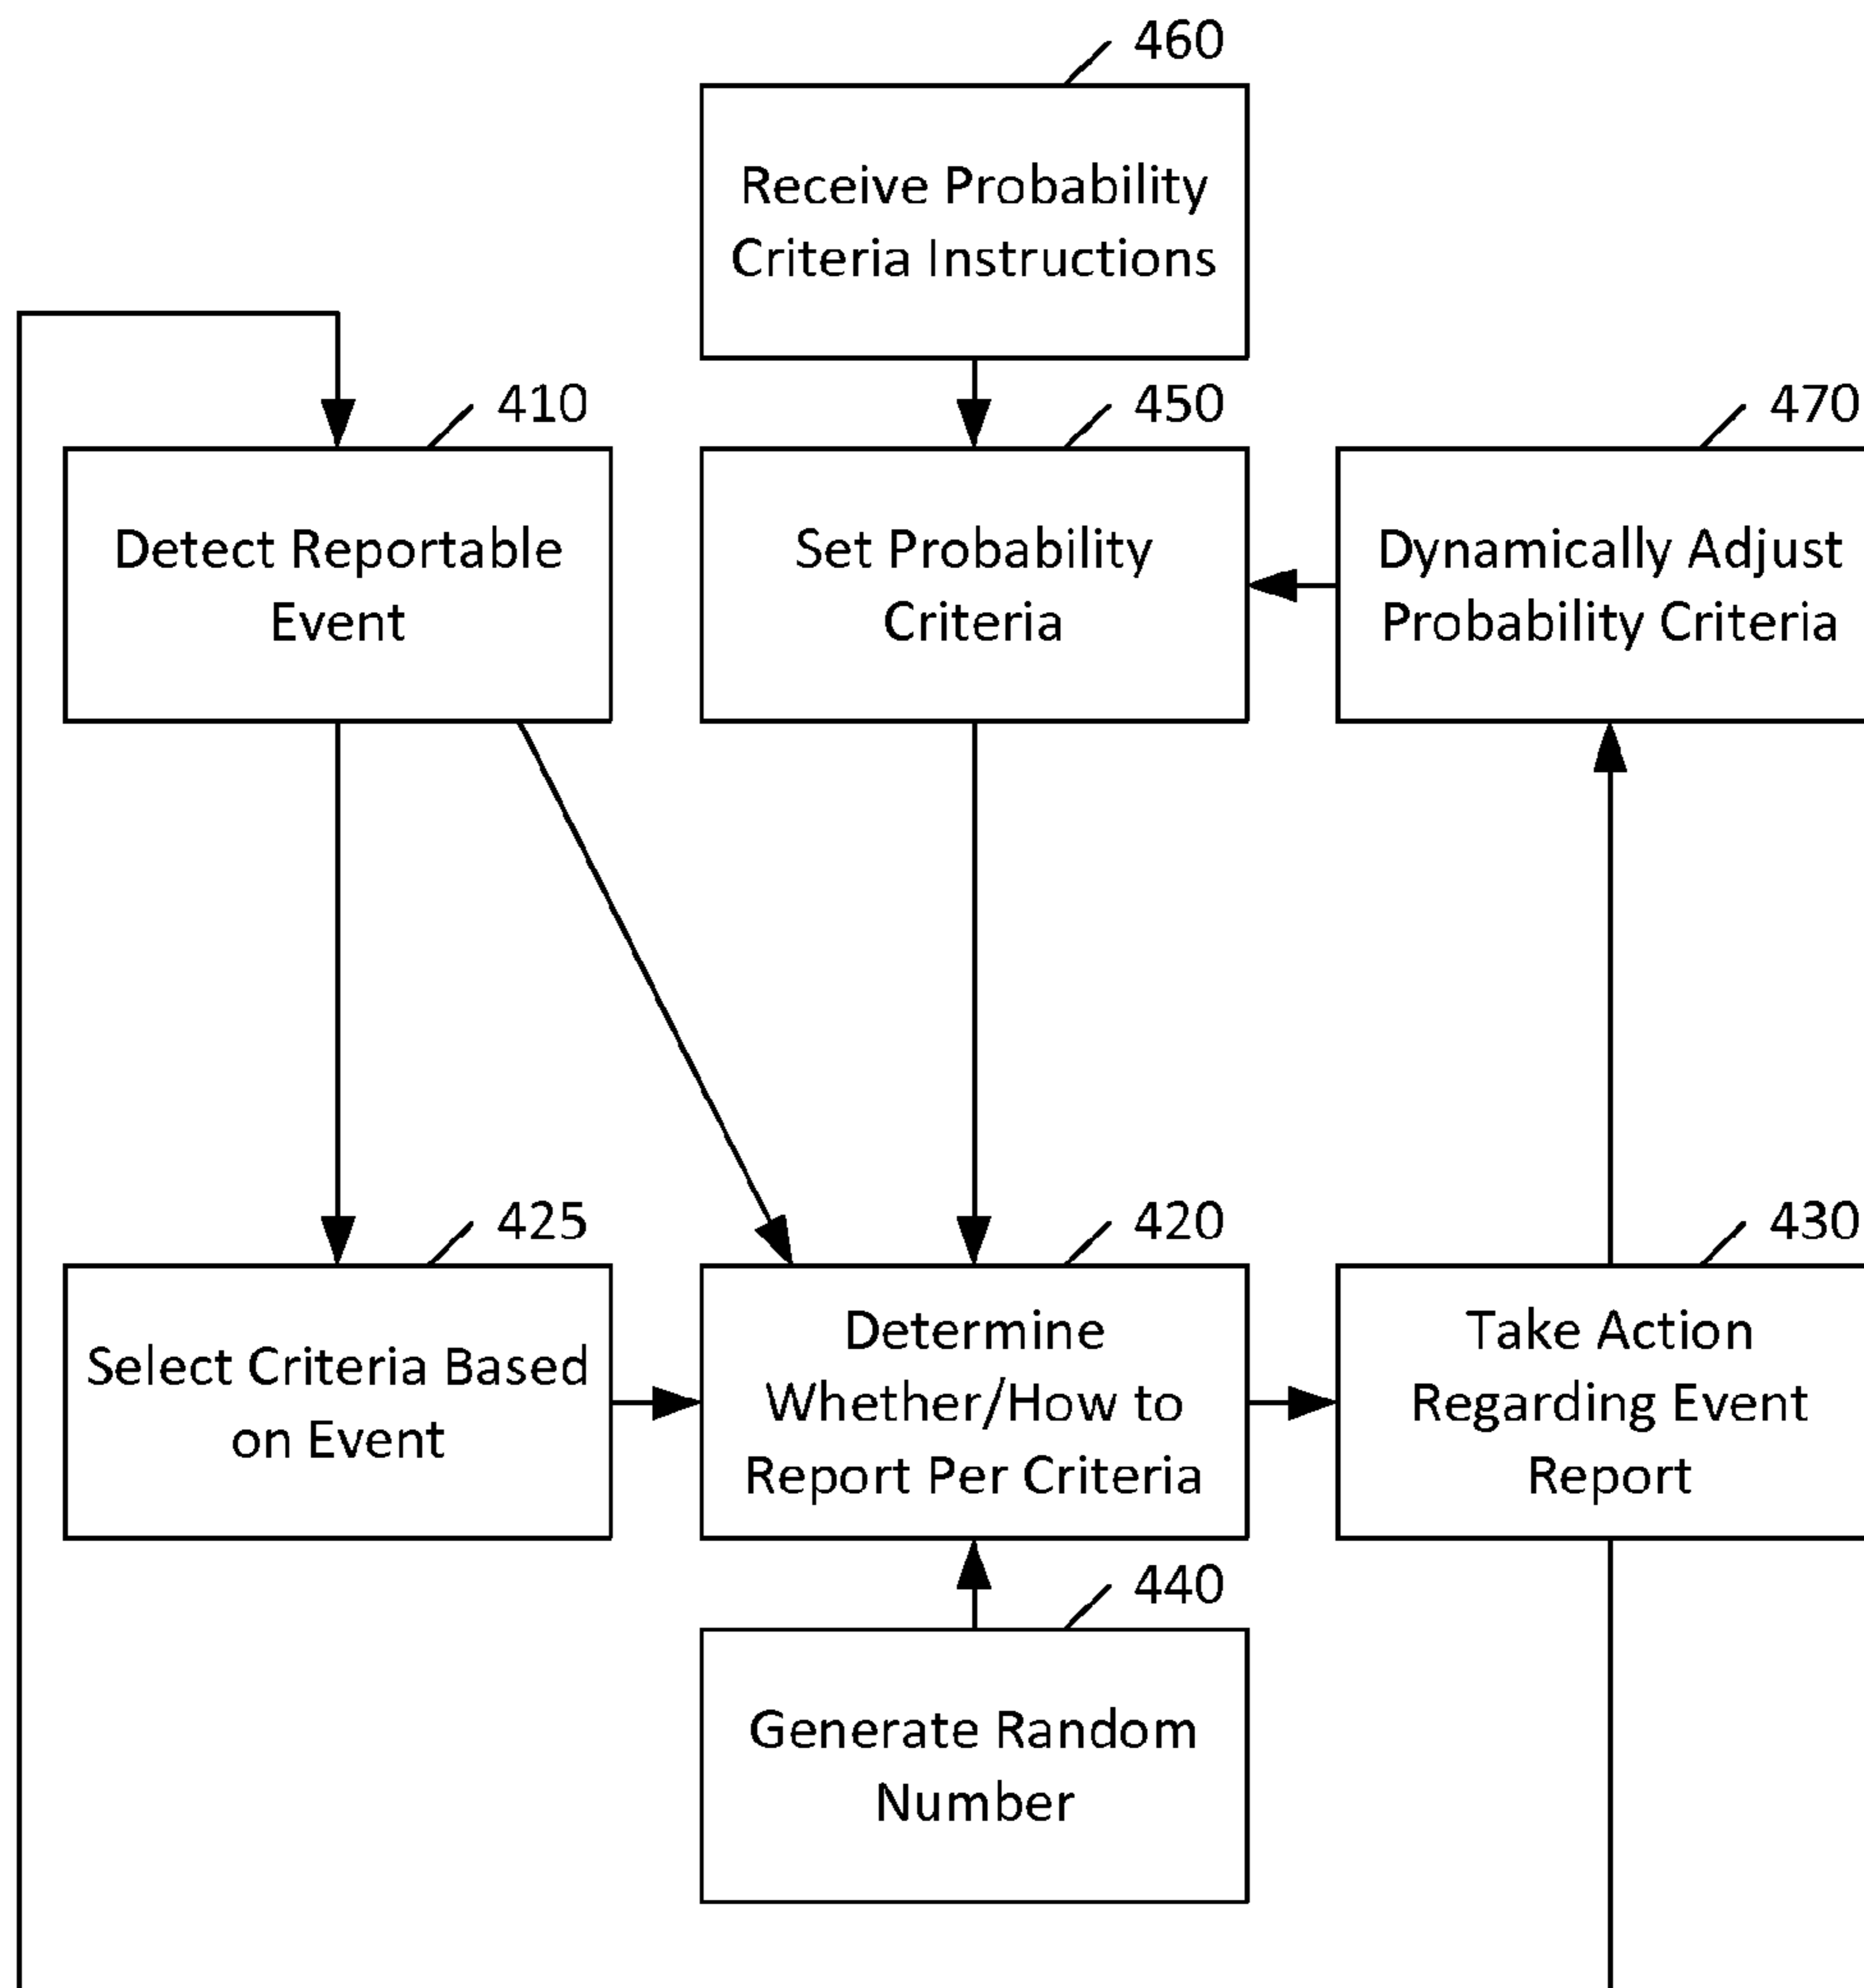 460
Receive Probability
Criteria Instructions
410
Detect Reportable
Event
450
Set Probability
Criteria
470
Dynamically Adjust
Probability Criteria
425
Select Criteria Based
on Event
420
Determine
Whether/How to
Report Per Criteria
430
Take Action
Regarding Event
Report
440
Generate Random
Number